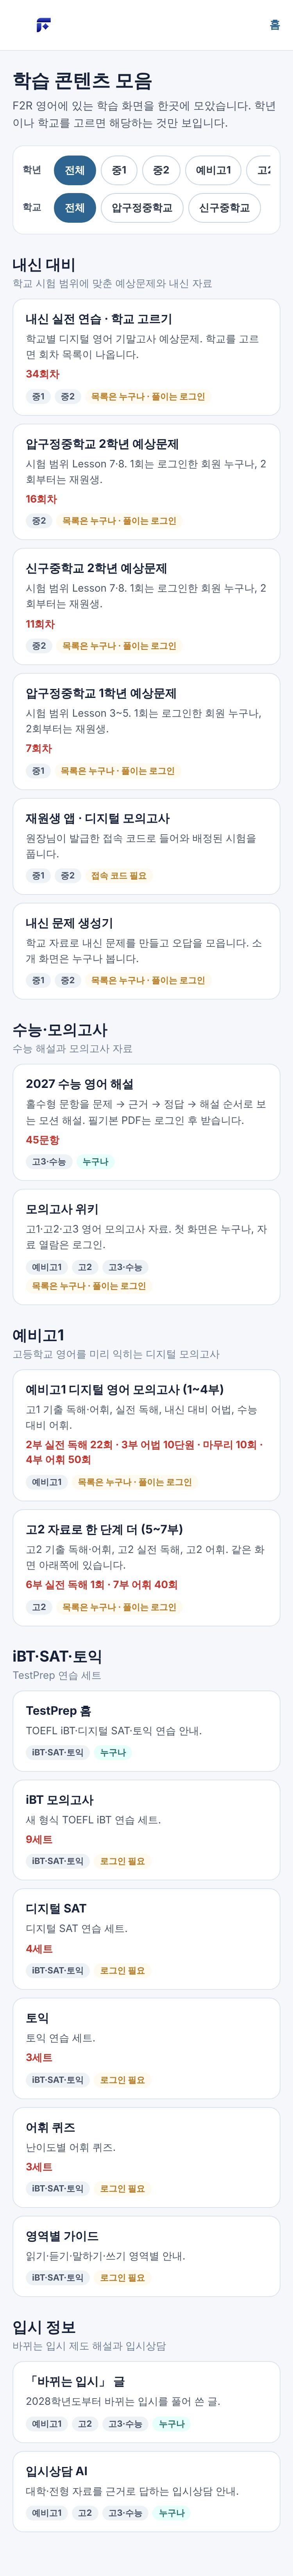 홈
학습 콘텐츠 모음
F2R 영어에 있는 학습 화면을 한곳에 모았습니다. 학년
이나 학교를 고르면 해당하는 것만 보입니다.
학년 전체 중1 중2 예비고1 고2
학교 전체 압구정중학교 신구중학교
내신 대비
학교 시험 범위에 맞춘 예상문제와 내신 자료
내신 실전 연습 · 학교 고르기
학교별 디지털 영어 기말고사 예상문제. 학교를 고르
면 회차 목록이 나옵니다.
34회차
중1 중2 목록은 누구나 · 풀이는 로그인
압구정중학교 2학년 예상문제
시험 범위 Lesson 7·8. 1회는 로그인한 회원 누구나, 2
회부터는 재원생.
16회차
중2 목록은 누구나 · 풀이는 로그인
신구중학교 2학년 예상문제
시험 범위 Lesson 7·8. 1회는 로그인한 회원 누구나, 2
회부터는 재원생.
11회차
중2 목록은 누구나 · 풀이는 로그인
압구정중학교 1학년 예상문제
시험 범위 Lesson 3~5. 1회는 로그인한 회원 누구나,
2회부터는 재원생.
7회차
중1 목록은 누구나 · 풀이는 로그인
재원생 앱 · 디지털 모의고사
원장님이 발급한 접속 코드로 들어와 배정된 시험을
풉니다.
중1 중2 접속 코드 필요
내신 문제 생성기
학교 자료로 내신 문제를 만들고 오답을 모읍니다. 소
개 화면은 누구나 봅니다.
중1 중2 목록은 누구나 · 풀이는 로그인
수능·모의고사
수능 해설과 모의고사 자료
2027 수능 영어 해설
홀수형 문항을 문제 → 근거 → 정답 → 해설 순서로 보
는 모션 해설. 필기본 PDF는 로그인 후 받습니다.
45문항
고3·수능 누구나
모의고사 위키
고1·고2·고3 영어 모의고사 자료. 첫 화면은 누구나, 자
료 열람은 로그인.
예비고1 고2 고3·수능
목록은 누구나 · 풀이는 로그인
예비고1
고등학교 영어를 미리 익히는 디지털 모의고사
예비고1 디지털 영어 모의고사 (1~4부)
고1 기출 독해·어휘, 실전 독해, 내신 대비 어법, 수능
대비 어휘.
2부 실전 독해 22회 · 3부 어법 10단원 · 마무리 10회 ·
4부 어휘 50회
예비고1 목록은 누구나 · 풀이는 로그인
고2 자료로 한 단계 더 (5~7부)
고2 기출 독해·어휘, 고2 실전 독해, 고2 어휘. 같은 화
면 아래쪽에 있습니다.
6부 실전 독해 1회 · 7부 어휘 40회
고2 목록은 누구나 · 풀이는 로그인
iBT·SAT·토익
TestPrep 연습 세트
TestPrep 홈
TOEFL iBT·디지털 SAT·토익 연습 안내.
iBT·SAT·토익 누구나
iBT 모의고사
새 형식 TOEFL iBT 연습 세트.
9세트
iBT·SAT·토익 로그인 필요
디지털 SAT
디지털 SAT 연습 세트.
4세트
iBT·SAT·토익 로그인 필요
토익
토익 연습 세트.
3세트
iBT·SAT·토익 로그인 필요
어휘 퀴즈
난이도별 어휘 퀴즈.
3세트
iBT·SAT·토익 로그인 필요
영역별 가이드
읽기·듣기·말하기·쓰기 영역별 안내.
iBT·SAT·토익 로그인 필요
입시 정보
바뀌는 입시 제도 해설과 입시상담
「바뀌는 입시」 글
2028학년도부터 바뀌는 입시를 풀어 쓴 글.
예비고1 고2 고3·수능 누구나
입시상담 AI
대학·전형 자료를 근거로 답하는 입시상담 안내.
예비고1 고2 고3·수능 누구나